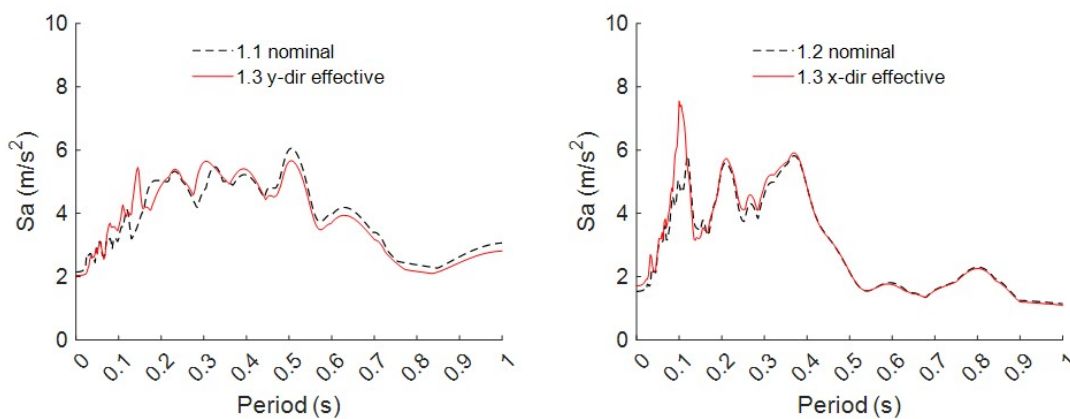 10
8
6
4
2
0
Sa (m/s²)
1.1 nominal
1.3 y-dir effective
0 0.1 0.2 0.3 0.4 0.5 0.6 0.7 0.8 0.9 1
Period (s)
10
8
6
4
2
0
Sa (m/s²)
1.2 nominal
1.3 x-dir effective
0 0.1 0.2 0.3 0.4 0.5 0.6 0.7 0.8 0.9 1
Period (s)